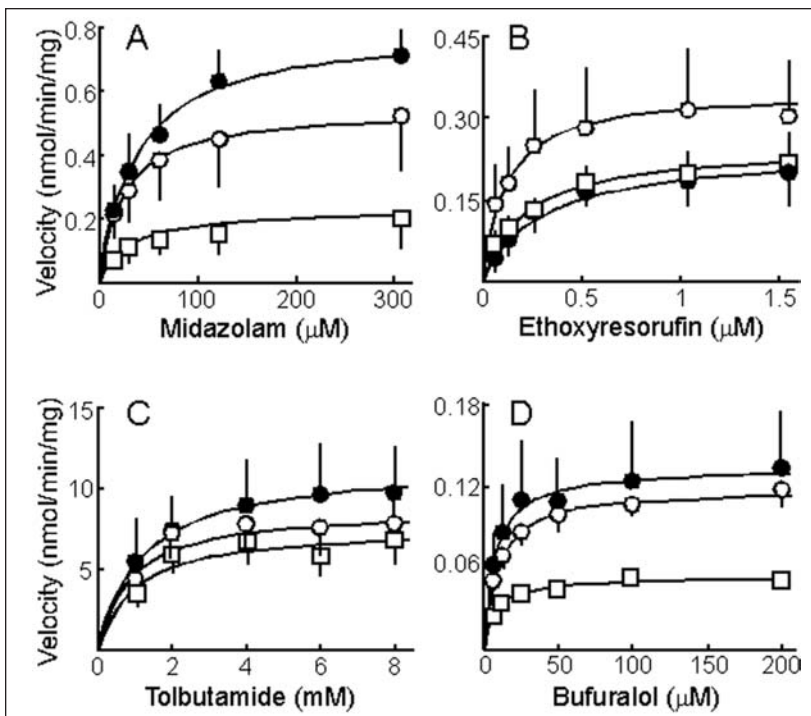 A
B
Velocity (nmol/min/mg)
0.8
0.6
0.4
0.2
0 100 200 300
Midazolam (μM)
0.45
0.30
0.15
0 0.5 1 1.5
Ethoxyresorufin (μM)
C
D
Velocity (nmol/min/mg)
15
10
5
0 2 4 6 8
Tolbutamide (mM)
0.18
0.12
0.06
0 50 100 150 200
Bufuralol (μM)